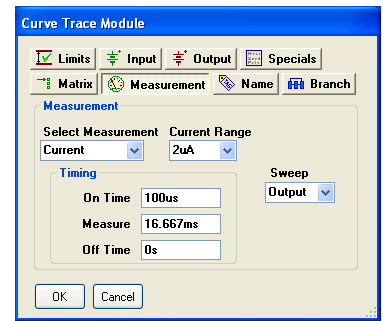 Curve Trace Module
Limits Input Output Specials
Matrix Measurement Name Branch
Measurement
Select Measurement Current Range
Current 2uA
Timing
Sweep
On Time 100us
Output
Measure 16.667ms
Off Time 0s
OK Cancel